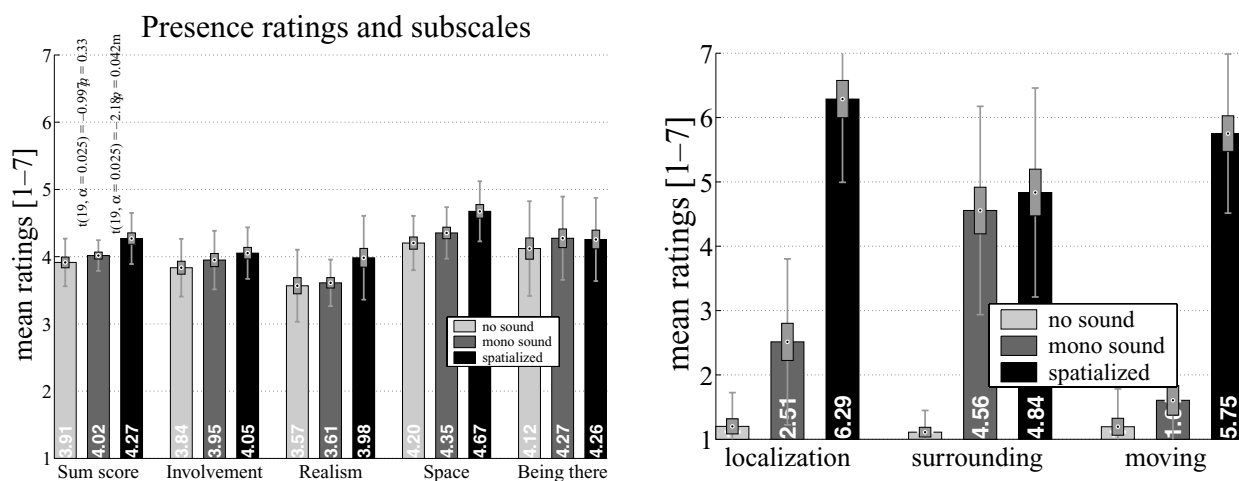 Presence ratings and subscales
mean ratings [1–7]
7
6
5
4
3
2
1
t(19, α = 0.025) = −0.997
p = 0.33
t(19, α = 0.025) = −2.18
p = 0.042m
no sound
mono sound
spatialized
3.91
4.02
4.27
3.84
3.95
4.05
3.57
3.61
3.98
4.20
4.35
4.67
4.12
4.27
4.26
Sum score
Involvement
Realism
Space
Being there
mean ratings [1–7]
7
6
5
4
3
2
1
no sound
mono sound
spatialized
2.51
6.29
4.56
4.84
5.75
localization
surrounding
moving